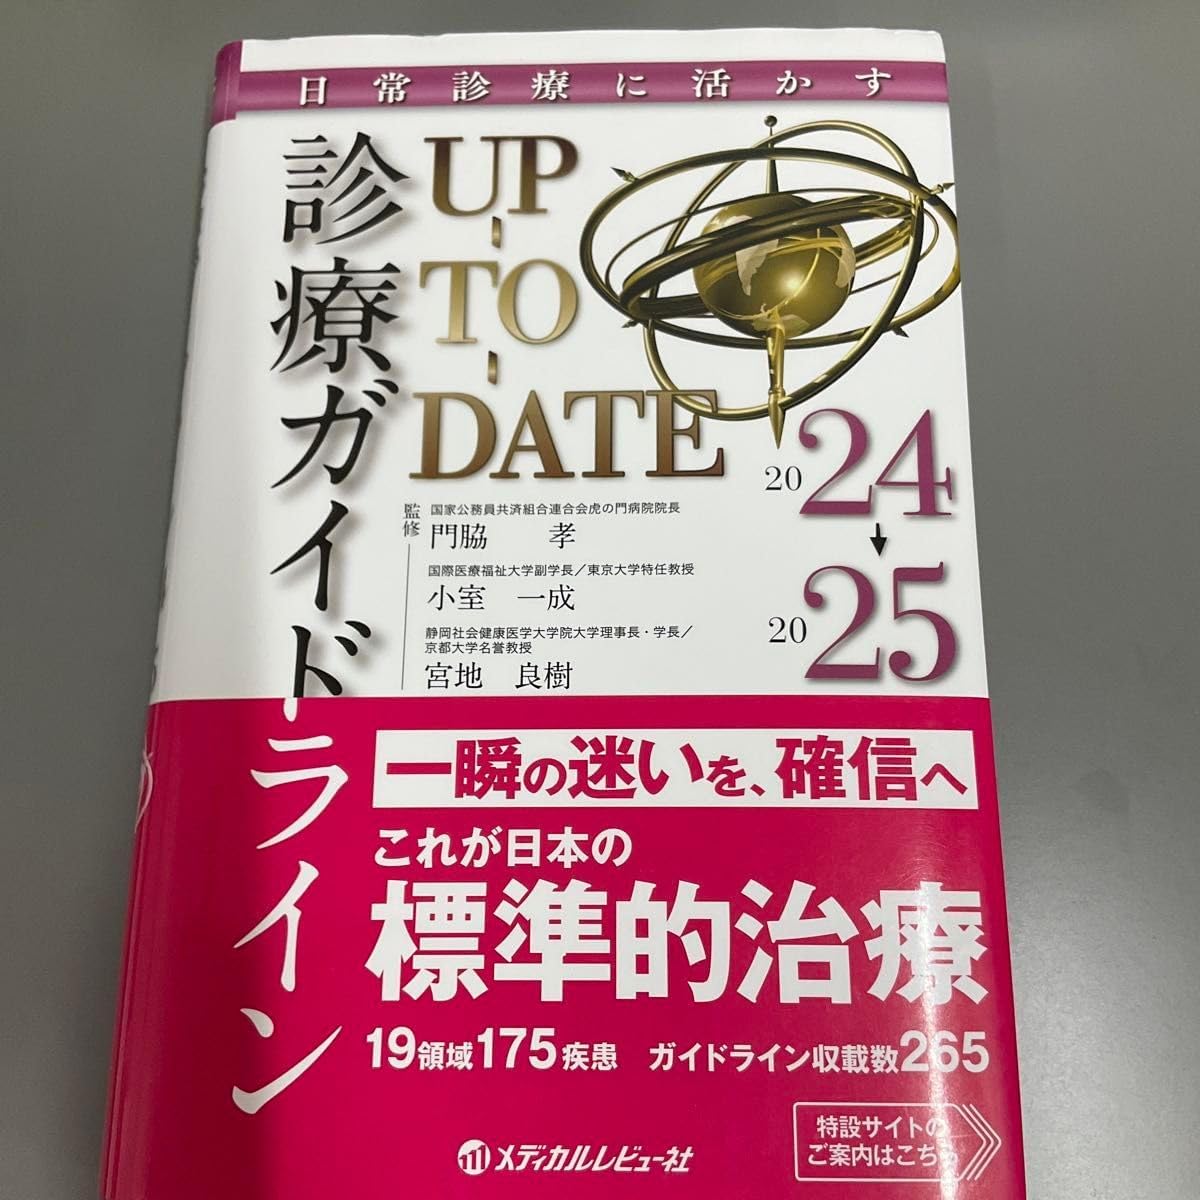 日常診療に活かす
診療ガイドライン
UP-
TO-
DATE
2024→
2025
監修
国家公務員共済組合連合会虎の門病院院長
門脇 孝
国際医療福祉大学副学長／東京大学特任教授
小室 一成
静岡社会健康医学大学院大学理事長・学長／
京都大学名誉教授
宮地 良樹
一瞬の迷いを、確信へ
これが日本の
標準的治療
19領域175疾患 ガイドライン収載数265
特設サイトの
ご案内はこちら
メディカルレビュー社